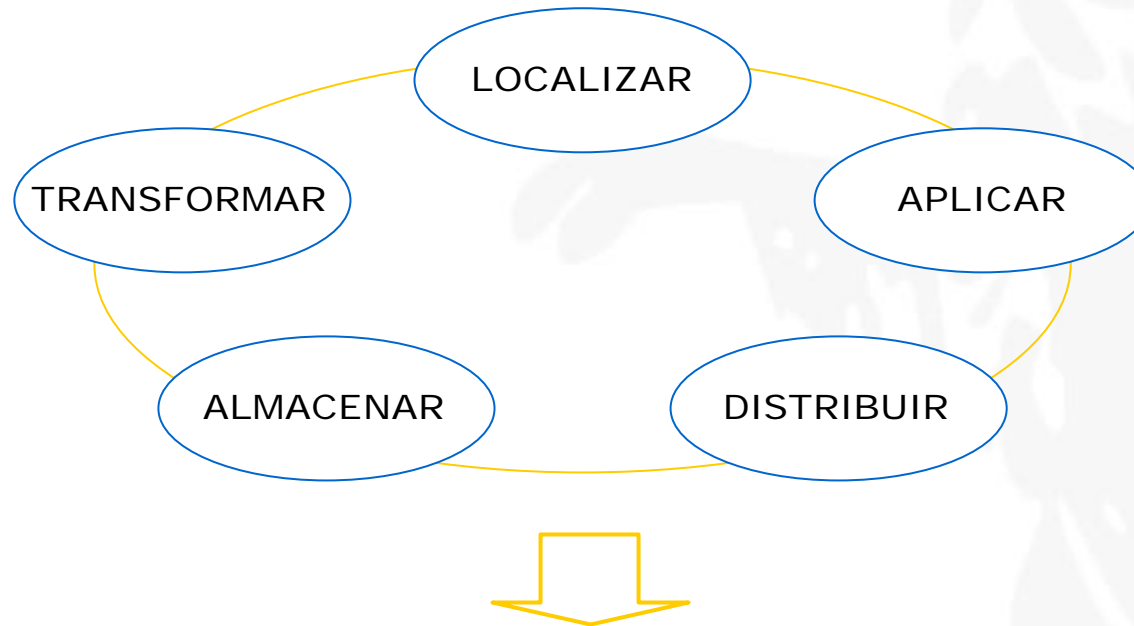 LOCALIZAR
TRANSFORMAR
APLICAR
ALMACENAR
DISTRIBUIR